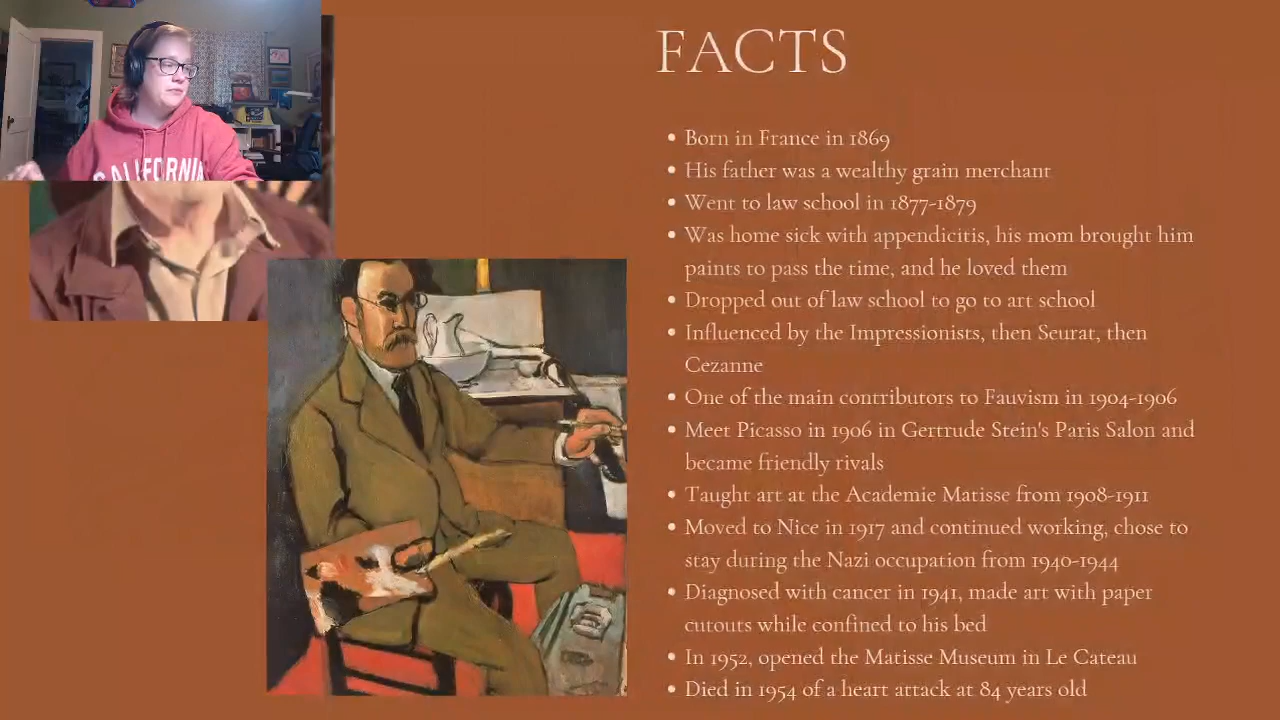 FACTS
CALIFORNIA
Born in France in 1869
His father was a wealthy grain merchant
Went to law school in 1877-1879
Was home sick with appendicitis, his mom brought him
paints to pass the time, and he loved them
Dropped out of law school to go to art school
Influenced by the Impressionists, then Seurat, then
Cezanne
One of the main contributors to Fauvism in 1904-1906
Meet Picasso in 1906 in Gertrude Stein's Paris Salon and
became friendly rivals
Taught art at the Academie Matisse from 1908-1911
Moved to Nice in 1917 and continued working, chose to
stay during the Nazi occupation from 1940-1944
Diagnosed with cancer in 1941, made art with paper
cutouts while confined to his bed
In 1952, opened the Matisse Museum in Le Cateau
Died in 1954 of a heart attack at 84 years old